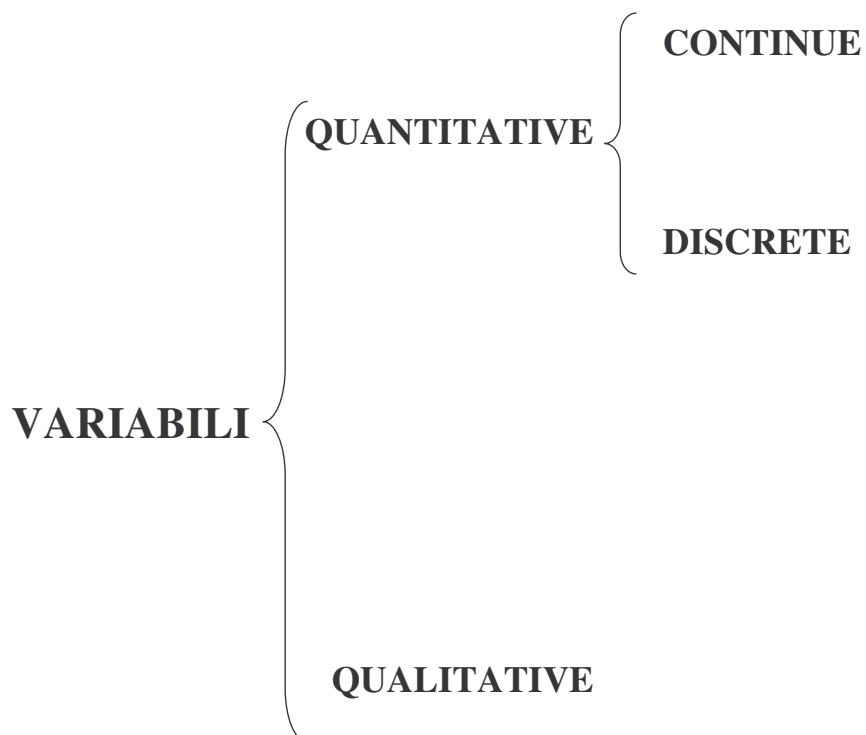 CONTINUE
QUANTITATIVE
DISCRETE
VARIABILI
QUALITATIVE